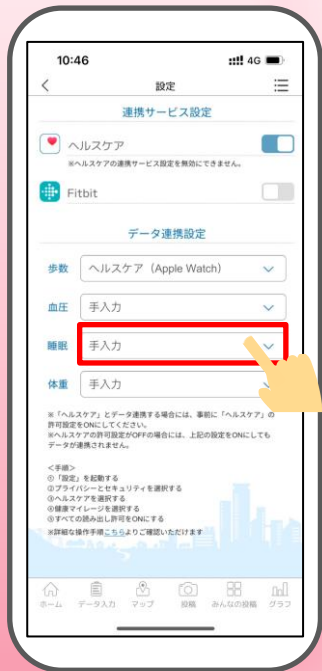 10:46
4G
設定
連携サービス設定
ヘルスケア
※ヘルスケアの連携サービス設定を無効にできません。
Fitbit
データ連携設定
歩数 ヘルスケア（Apple Watch）
血圧 手入力
睡眠 手入力
体重 手入力
※「ヘルスケア」とデータ連携する場合には、事前に「ヘルスケア」の
許可設定をONにしてください。
※ヘルスケアの許可設定がOFFの場合には、上記の設定をONにしても
データが連携されません。
＜手順＞
①「設定」を起動する
②プライバシーとセキュリティを選択する
③ヘルスケアを選択する
④健康マイレージを選択する
⑤すべての読み出し許可をONにする
※詳細な操作手順こちらよりご確認いただけます
ホーム データ入力 マップ 投稿 みんなの投稿 グラフ